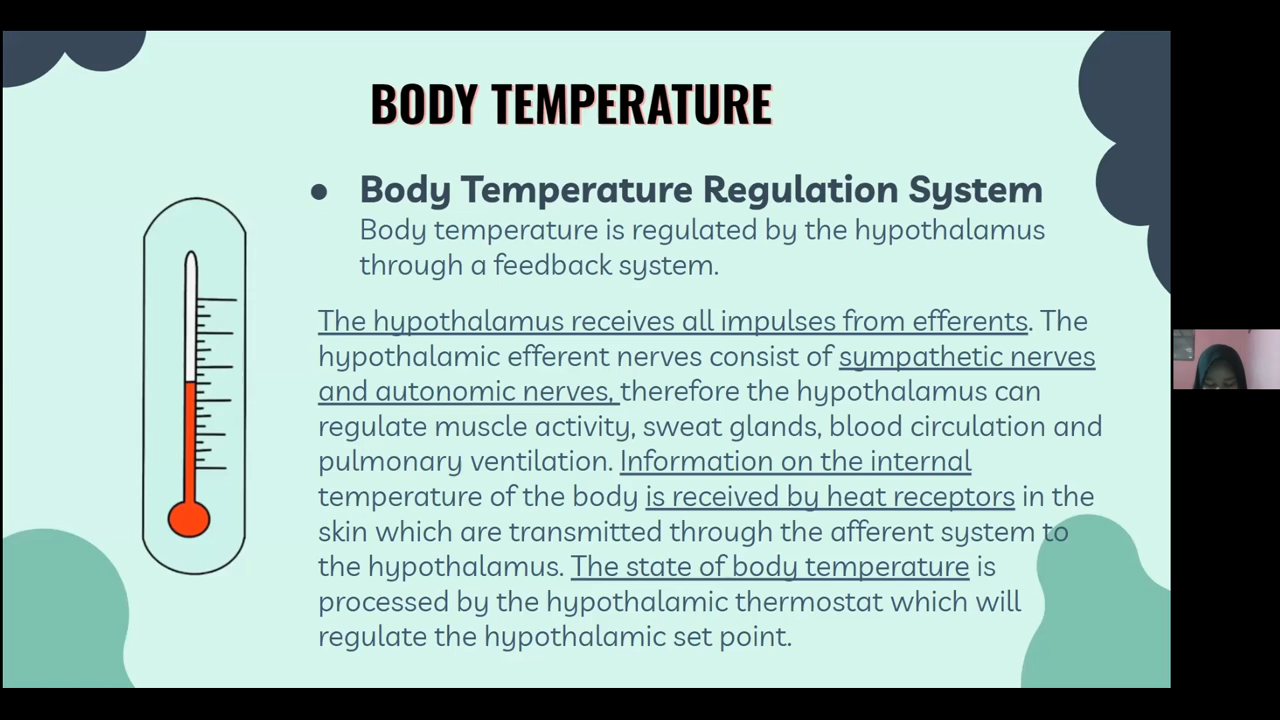 BODY TEMPERATURE
● Body Temperature Regulation System
Body temperature is regulated by the hypothalamus
through a feedback system.
The hypothalamus receives all impulses from efferents. The
hypothalamic efferent nerves consist of sympathetic nerves
and autonomic nerves, therefore the hypothalamus can
regulate muscle activity, sweat glands, blood circulation and
pulmonary ventilation. Information on the internal
temperature of the body is received by heat receptors in the
skin which are transmitted through the afferent system to
the hypothalamus. The state of body temperature is
processed by the hypothalamic thermostat which will
regulate the hypothalamic set point.